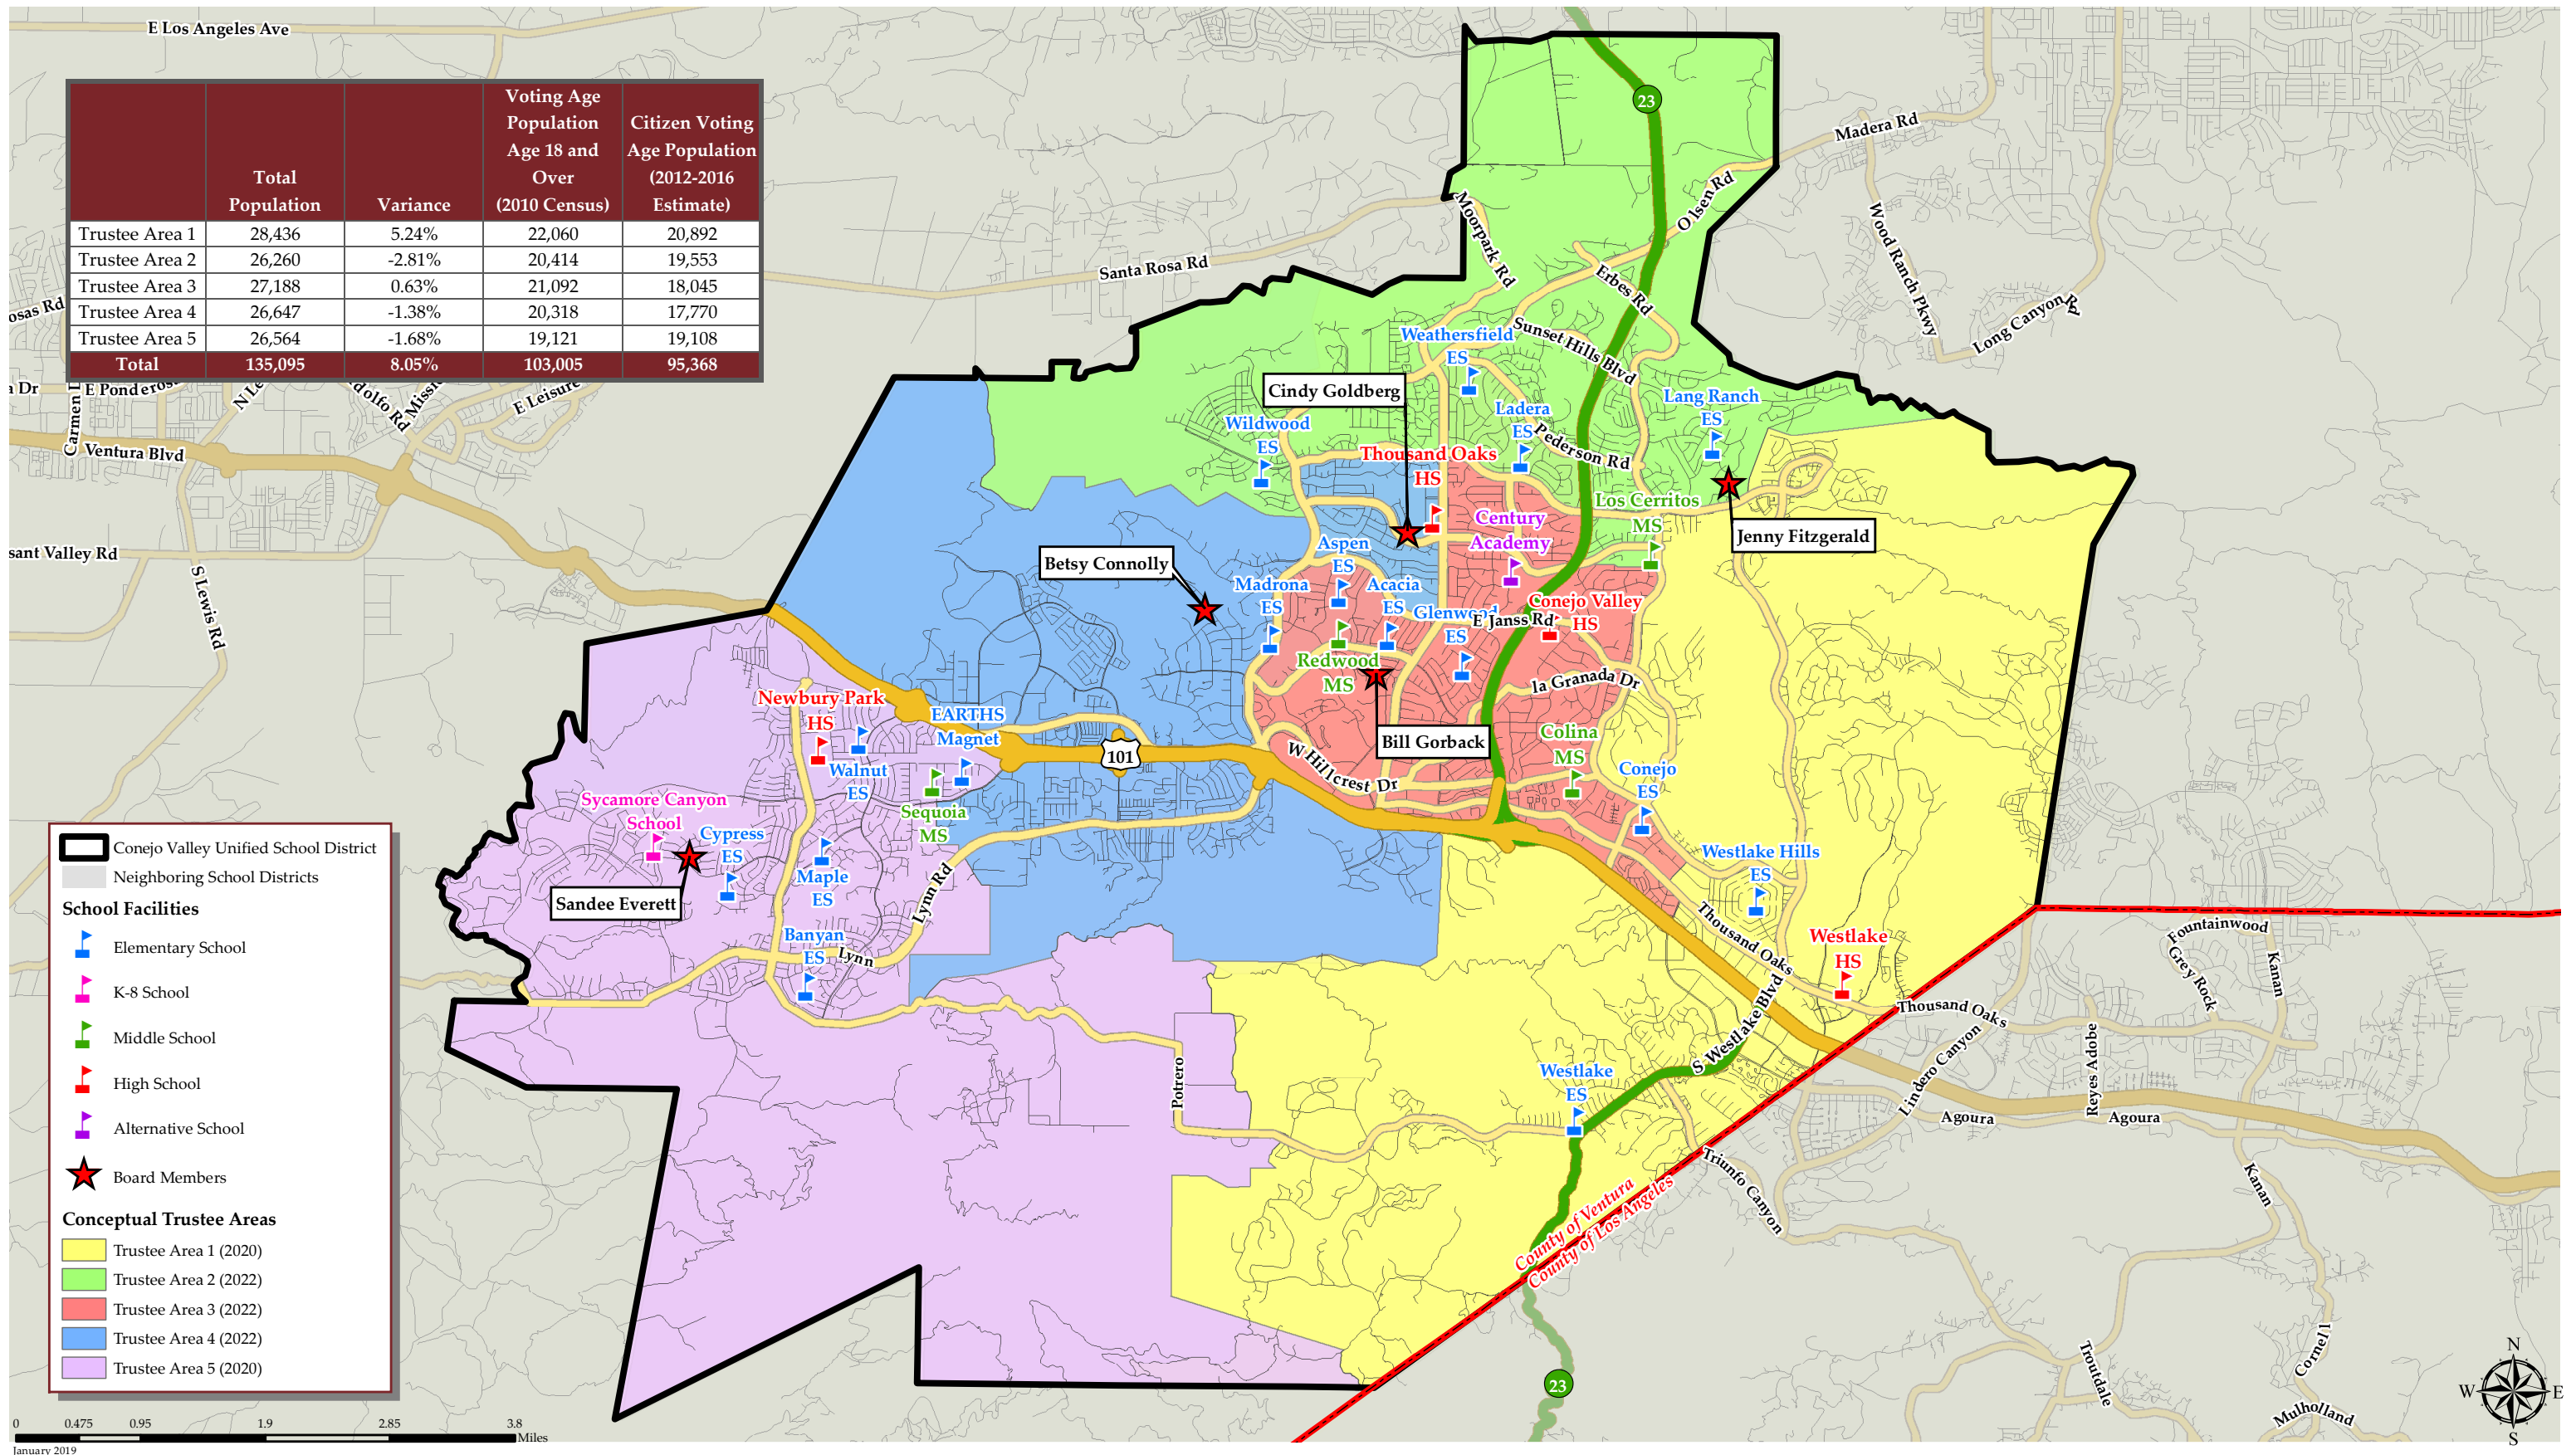 E Los Angeles Ave
Total Population | Variance | Voting Age Population Age 18 and Over (2010 Census) | Citizen Voting Age Population (2012-2016 Estimate)
Trustee Area 1 28,436 5.24% 22,060 20,892
Trustee Area 2 26,260 -2.81% 20,414 19,553
Trustee Area 3 27,188 0.63% 21,092 18,045
Trustee Area 4 26,647 -1.38% 20,318 17,770
Trustee Area 5 26,564 -1.68% 19,121 19,108
Total 135,095 8.05% 103,005 95,368
23
Madera Rd
Olsen Rd
Moorpark Rd
Wood Ranch Pkwy
Santa Rosa Rd
Erbes Rd
Long Canyon Rd
osas Rd
Weathersfield
ES
Sunset Hills Blvd
a Dr
E Ponderosa
N Le
dolfo Rd
Missi
E Leisure
Carmen D
Cindy Goldberg
Lang Ranch
ES
Ladera
ES
Wildwood
ES
Pederson Rd
Ventura Blvd
Thousand Oaks
HS
Los Cerritos
MS
Century
Academy
Jenny Fitzgerald
sant Valley Rd
Aspen
ES
Betsy Connolly
Madrona
ES
Acacia
ES
Glenwood
ES
E Janss Rd
Conejo Valley
HS
S Lewis Rd
Redwood
MS
la Granada Dr
Newbury Park
HS
EARTHS
Magnet
Bill Gorback
Colina
MS
101
W Hillcrest Dr
Walnut
ES
Conejo
ES
Sycamore Canyon
School
Sequoia
MS
Cypress
ES
Maple
ES
Westlake Hills
ES
Lynn Rd
Sandee Everett
Banyan
ES
Lynn
Thousand Oaks
Westlake
HS
Fountainwood
Grey Rock
Kanan
Thousand Oaks
S Westlake Blvd
Lindero Canyon
Reyes Adobe
Potrero
Westlake
ES
Agoura
Agoura
Triunfo Canyon
Kanan
County of Ventura
County of Los Angeles
Cornell
Troutdale
Mulholland
23
Conejo Valley Unified School District
Neighboring School Districts
School Facilities
Elementary School
K-8 School
Middle School
High School
Alternative School
Board Members
Conceptual Trustee Areas
Trustee Area 1 (2020)
Trustee Area 2 (2022)
Trustee Area 3 (2022)
Trustee Area 4 (2022)
Trustee Area 5 (2020)
N
W E
S
0 0.475 0.95 1.9 2.85 3.8
Miles
January 2019